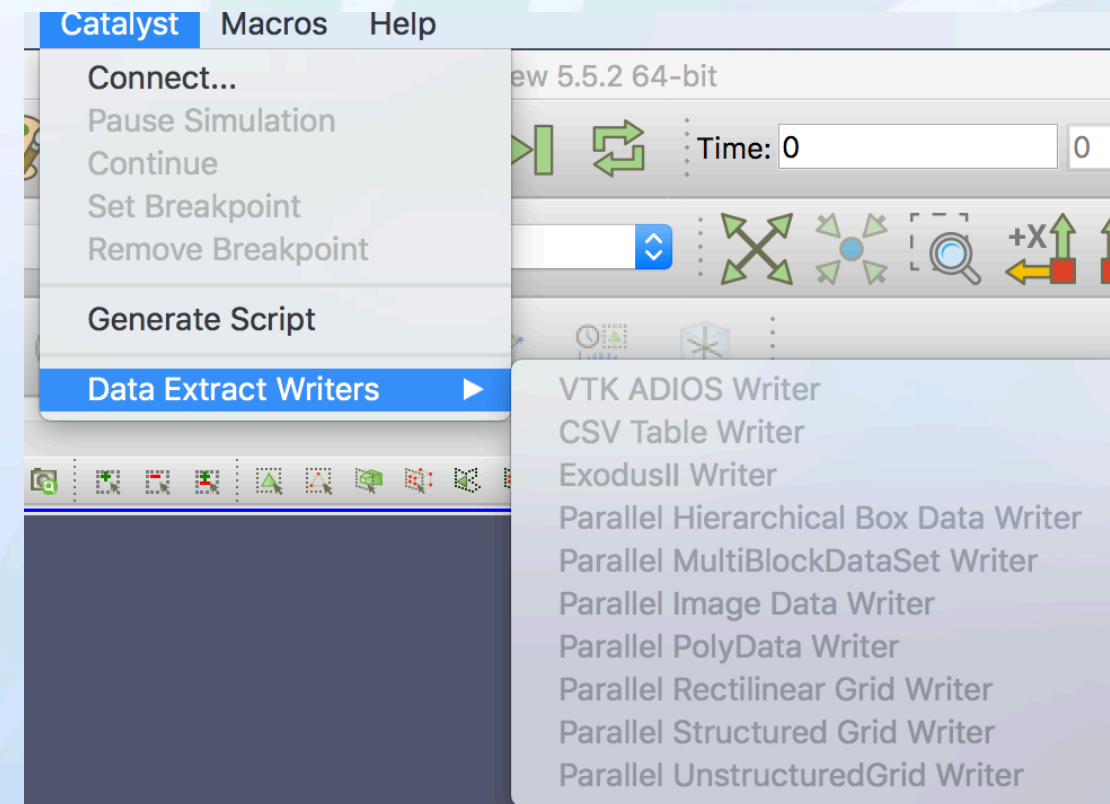 Catalyst Macros Help
ew 5.5.2 64-bit
Connect...
Pause Simulation
Continue
Set Breakpoint
Remove Breakpoint
Generate Script
Data Extract Writers
Time: 0 0
+X
VTK ADIOS Writer
CSV Table Writer
ExodusII Writer
Parallel Hierarchical Box Data Writer
Parallel MultiBlockDataSet Writer
Parallel Image Data Writer
Parallel PolyData Writer
Parallel Rectilinear Grid Writer
Parallel Structured Grid Writer
Parallel UnstructuredGrid Writer